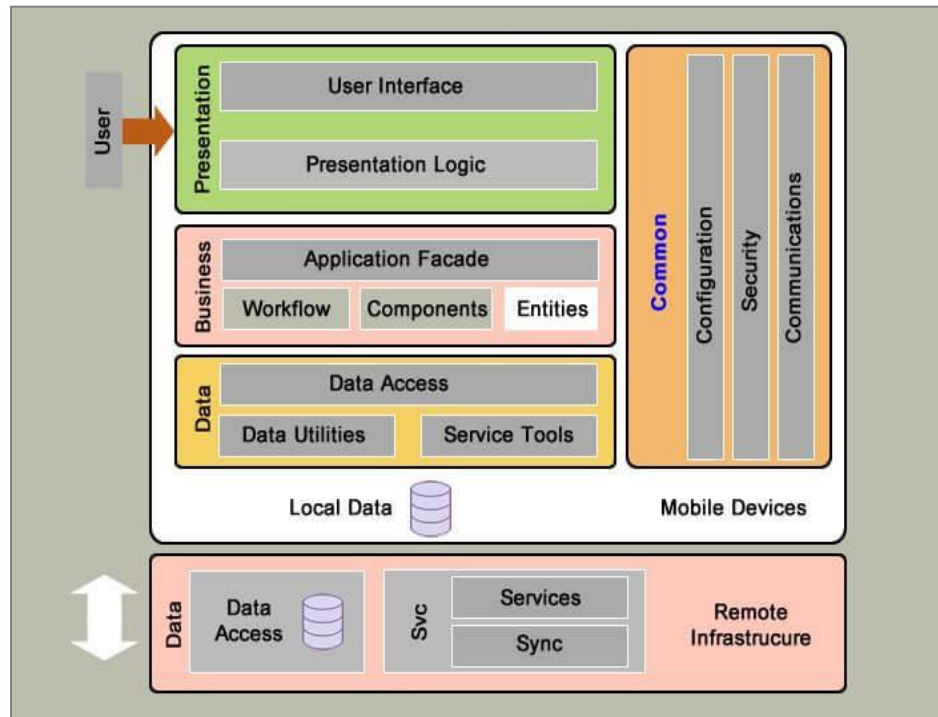 User
Presentation
User Interface
Presentation Logic
Business
Application Facade
Workflow
Components
Entities
Data
Data Access
Data Utilities
Service Tools
Common
Configuration
Security
Communications
Local Data
Mobile Devices
Data
Data
Access
Svc
Services
Sync
Remote
Infrastrucure